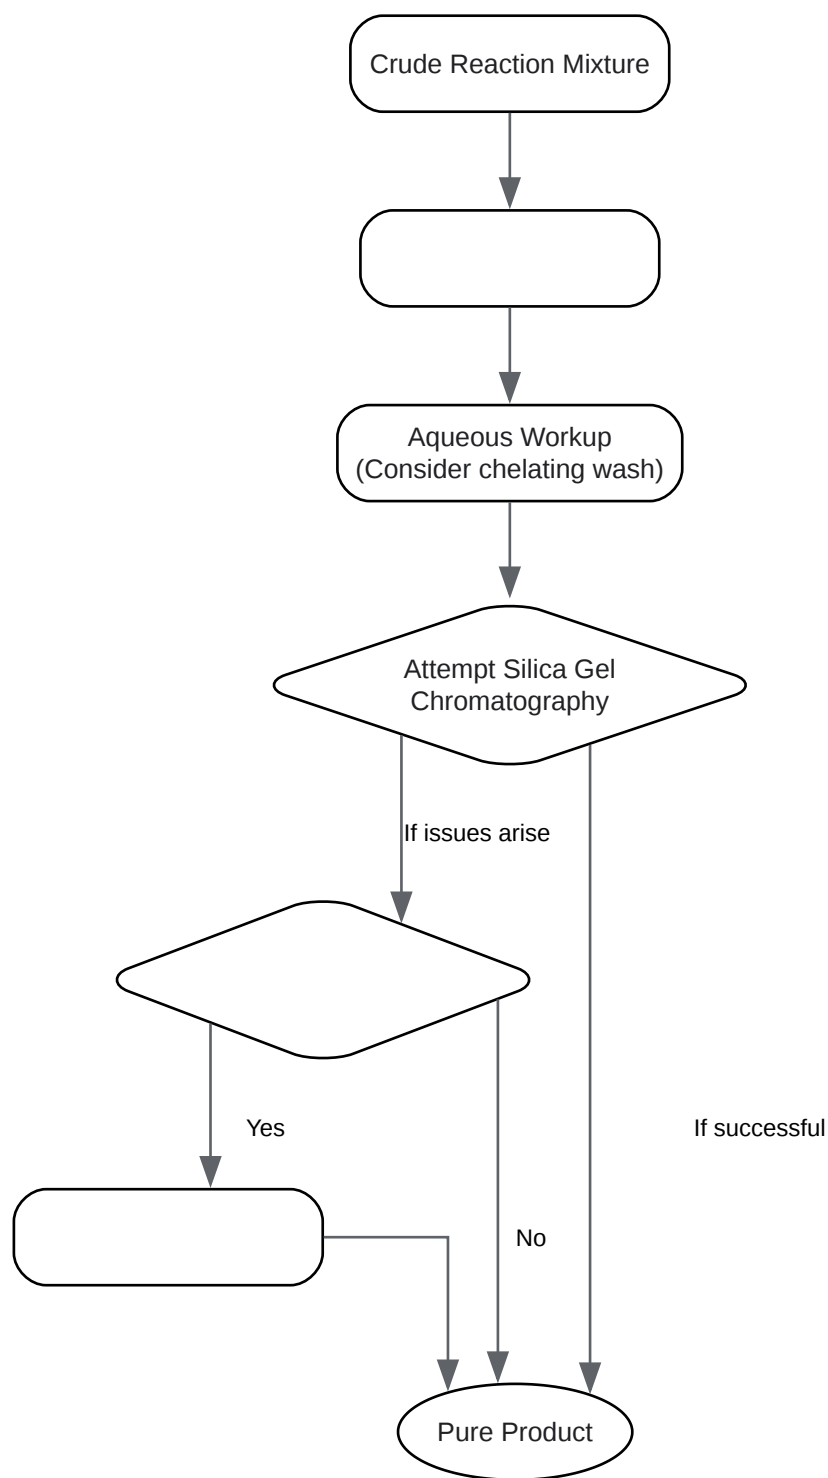 Crude Reaction Mixture
Aqueous Workup
(Consider chelating wash)
Attempt Silica Gel
Chromatography
If issues arise
Yes
If successful
No
Pure Product